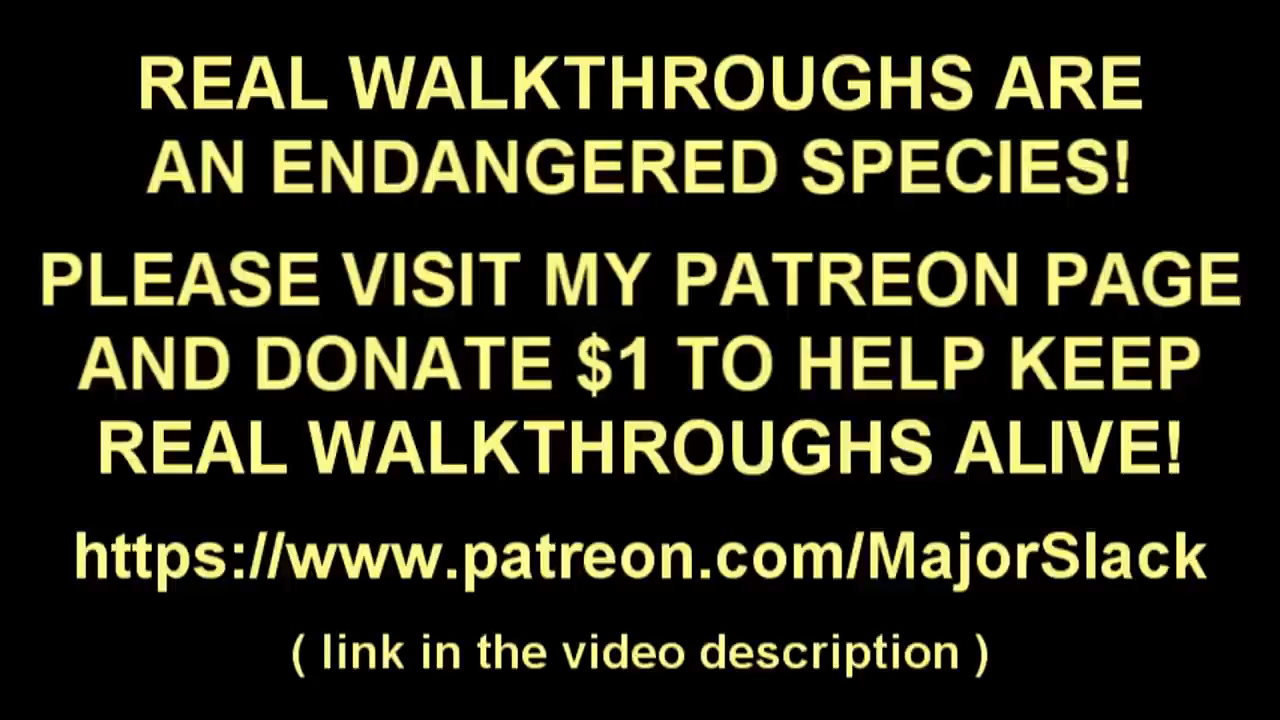 REAL WALKTHROUGHS ARE
AN ENDANGERED SPECIES!
PLEASE VISIT MY PATREON PAGE
AND DONATE $1 TO HELP KEEP
REAL WALKTHROUGHS ALIVE!
https://www.patreon.com/MajorSlack
( link in the video description )